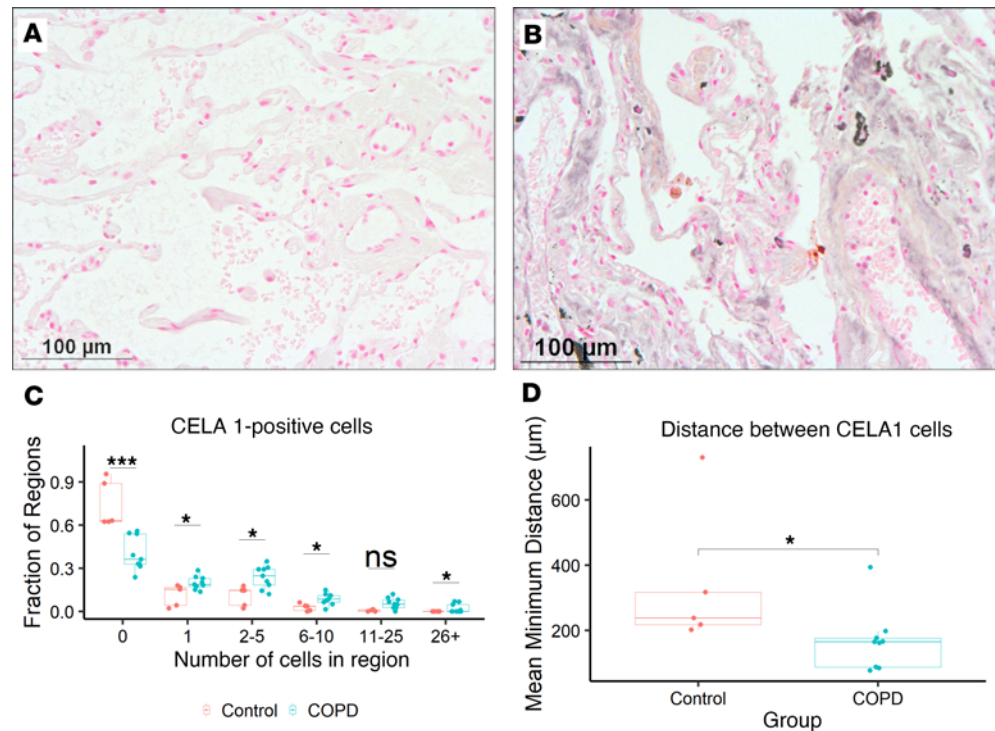 A
B
100 µm
100 µm
C
CELA 1-positive cells
Fraction of Regions
0.9
0.6
0.3
0.0
***
*
*
*
ns
*
0
1
2-5
6-10
11-25
26+
Number of cells in region
Control
COPD
D
Distance between CELA1 cells
Mean Minimum Distance (µm)
600
400
200
*
Control
COPD
Group